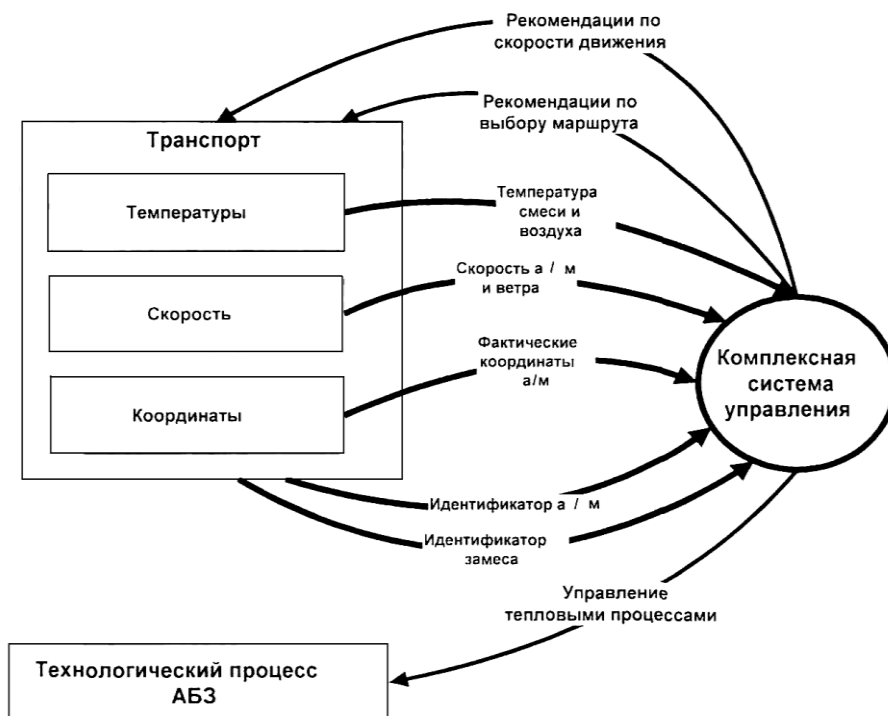 Рекомендации по
скорости движения
Рекомендации по
выбору маршрута
Транспорт
Температуры
Температура
смеси и
воздуха
Скорость
Скорость а / м
и ветра
Координаты
Фактические
координаты
а/м
Комплексная
система
управления
Идентификатор а / м
Идентификатор
замеса
Управление
тепловыми процессами
Технологический процесс
АБЗ